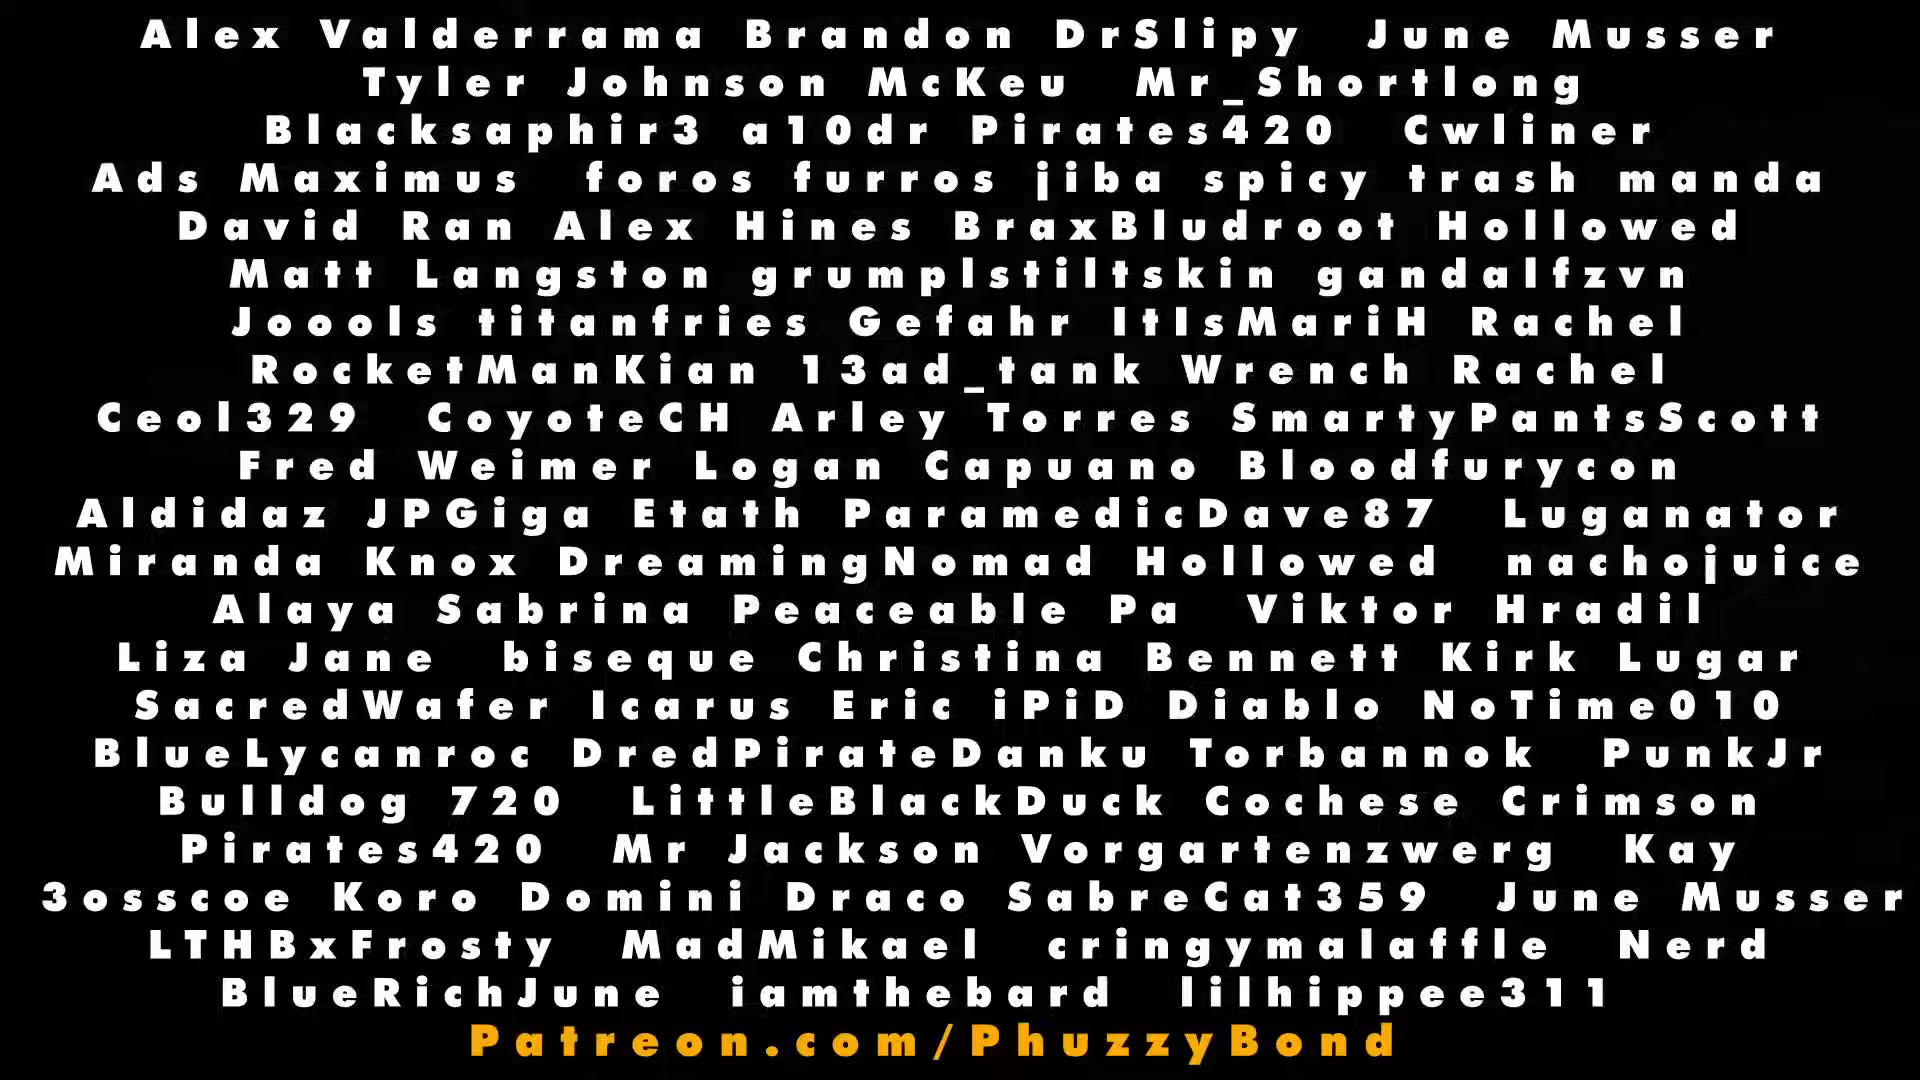 Alex Valderrama Brandon DrSlipy June Musser
Tyler Johnson McKeu Mr_Shortlong
Blacksaphir3 a10dr Pirates420 Cwliner
Ads Maximus foros furros jiba spicy trash manda
David Ran Alex Hines BraxBludroot Hollowed
Matt Langston grumplstiltskin gandalfzvn
Joools titanfries Gefahr ItIsMariH Rachel
RocketManKian 13ad_tank Wrench Rachel
Ceol329 CoyoteCH Arley Torres SmartyPantsScott
Fred Weimer Logan Capuano Bloodfurycon
Aldidaz JPGiga Etath ParamedicDave87 Luganator
Miranda Knox DreamingNomad Hollowed nachojuice
Alaya Sabrina Peaceable Pa Viktor Hradil
Liza Jane biseque Christina Bennett Kirk Lugar
SacredWafer Icarus Eric iPiD Diablo NoTime010
BlueLycanroc DredPirateDanku Torbannok PunkJr
Bulldog 720 LittleBlackDuck Cochese Crimson
Pirates420 Mr Jackson Vorgartenzwerg Kay
3osscoe Koro Domini Draco SabreCat359 June Musser
LTHBxFrosty MadMikael cringymalaffle Nerd
BlueRichJune iamthebard lilhippee311
Patreon.com/PhuzzyBond